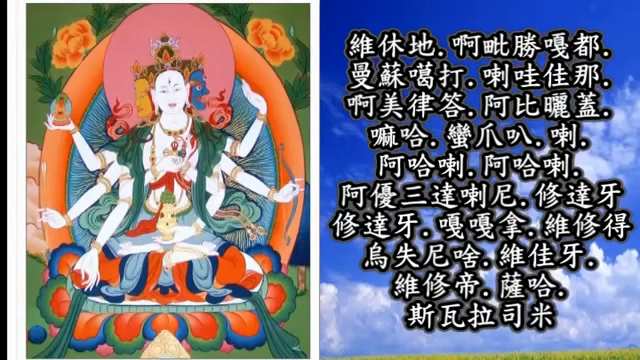 維休地.啊毗勝嘎都.
曼蘇噶打.喇哇佳那.
啊美律答.阿比曬蓋.
嘛哈.蠻爪叭.喇.
阿哈喇.阿哈喇.
阿優三達喇尼.修達牙
修達牙.嘎嘎拿.維修得
烏失尼啥.維佳牙.
維修帝.薩哈.
斯瓦拉司米